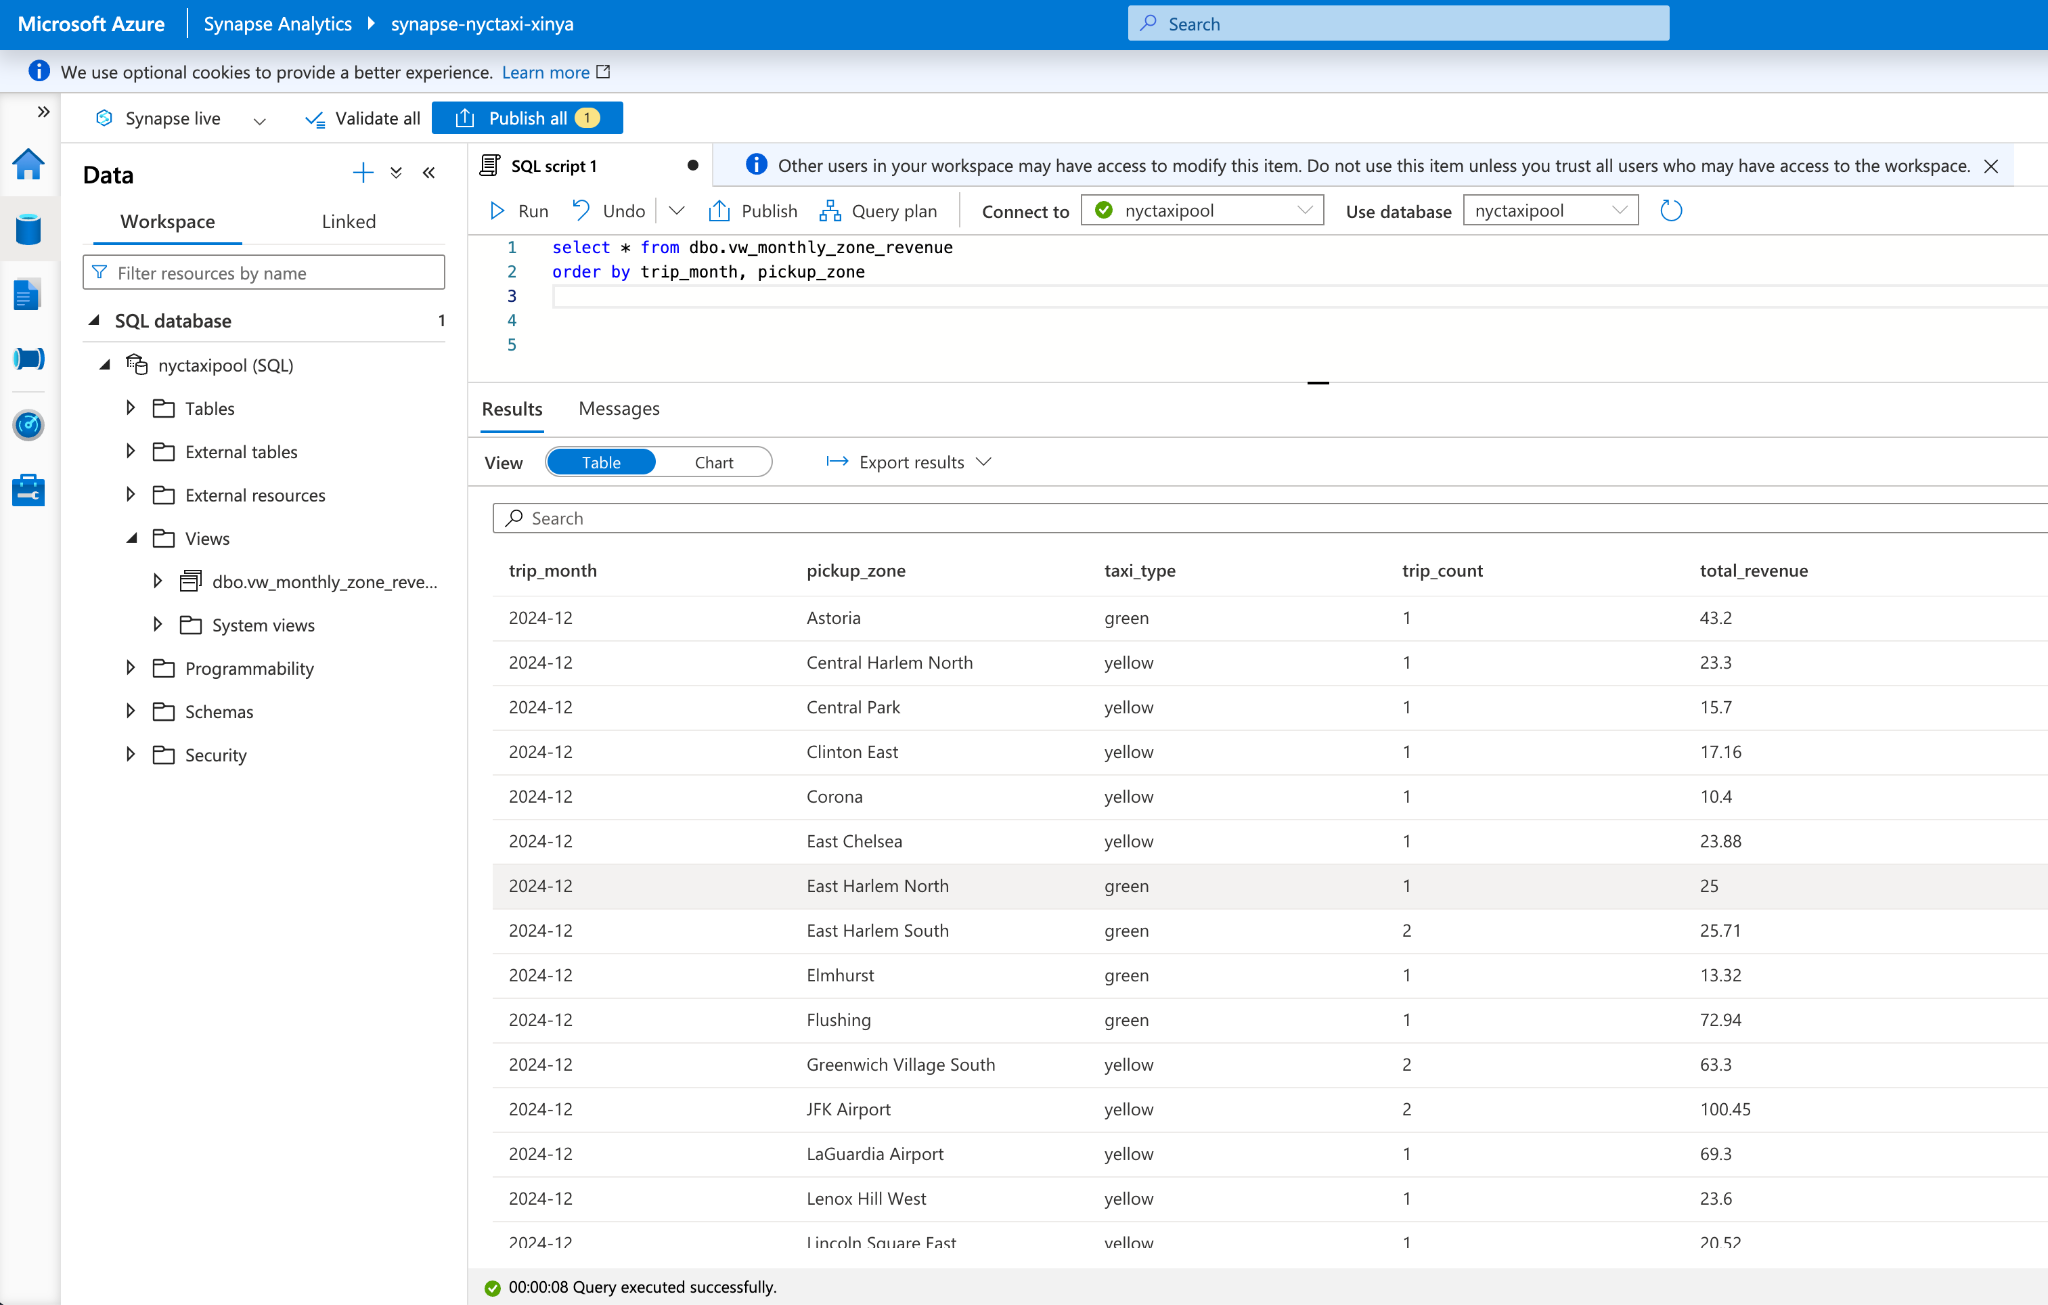 Microsoft Azure
Synapse Analytics
synapse-nyctaxi-xinya
Search
We use optional cookies to provide a better experience. Learn more
Synapse live
Validate all
Publish all 1
Data
Workspace
Linked
Filter resources by name
SQL database 1
nyctaxipool (SQL)
Tables
External tables
External resources
Views
dbo.vw_monthly_zone_reve...
System views
Programmability
Schemas
Security
SQL script 1
Other users in your workspace may have access to modify this item. Do not use this item unless you trust all users who may have access to the workspace.
Run
Undo
Publish
Query plan
Connect to
nyctaxipool
Use database
nyctaxipool
1 select * from dbo.vw_monthly_zone_revenue
2 order by trip_month, pickup_zone
3
4
5
Results
Messages
View
Table
Chart
Export results
Search
trip_month pickup_zone taxi_type trip_count total_revenue
2024-12 Astoria green 1 43.2
2024-12 Central Harlem North yellow 1 23.3
2024-12 Central Park yellow 1 15.7
2024-12 Clinton East yellow 1 17.16
2024-12 Corona yellow 1 10.4
2024-12 East Chelsea yellow 1 23.88
2024-12 East Harlem North green 1 25
2024-12 East Harlem South green 2 25.71
2024-12 Elmhurst green 1 13.32
2024-12 Flushing green 1 72.94
2024-12 Greenwich Village South yellow 2 63.3
2024-12 JFK Airport yellow 2 100.45
2024-12 LaGuardia Airport yellow 1 69.3
2024-12 Lenox Hill West yellow 1 23.6
2024-12 Lincoln Square East yellow 1 20.52
00:00:08 Query executed successfully.